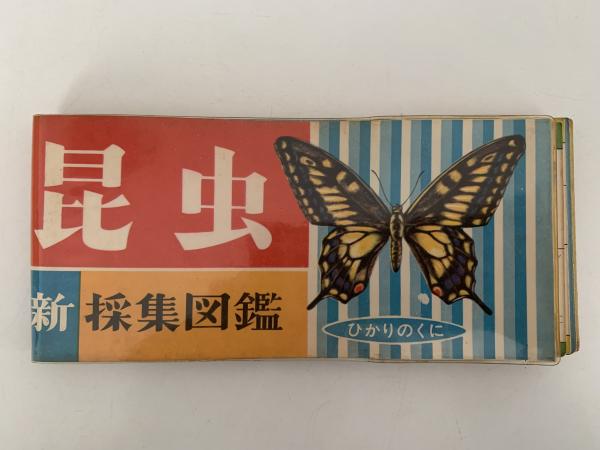 昆虫
新 採集図鑑
ひかりのくに